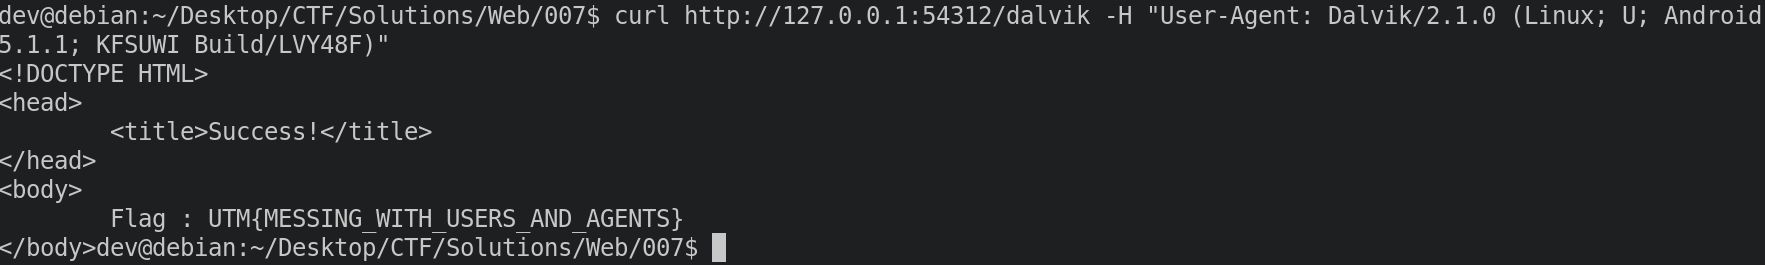 dev@debian:~/Desktop/CTF/Solutions/Web/007$ curl http://127.0.0.1:54312/dalvik -H "User-Agent: Dalvik/2.1.0 (Linux; U; Android
5.1.1; KFSUWI Build/LVY48F)"
<!DOCTYPE HTML>
<head>
        <title>Success!</title>
</head>
<body>
        Flag : UTM{MESSING_WITH_USERS_AND_AGENTS}
</body>dev@debian:~/Desktop/CTF/Solutions/Web/007$